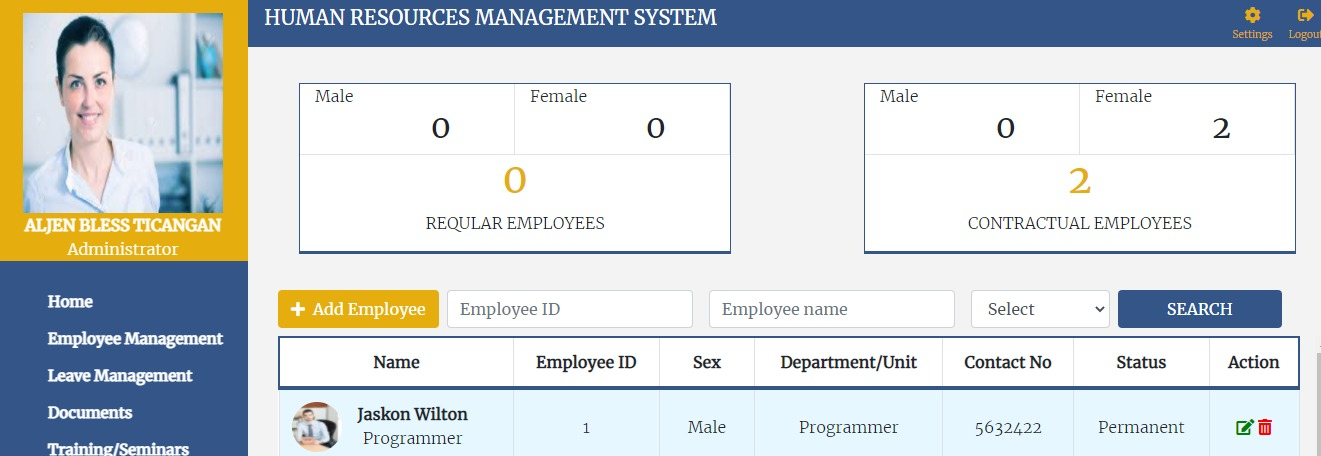 HUMAN RESOURCES MANAGEMENT SYSTEM
Settings
Logout
ALJEN BLESS TICANGAN
Administrator
Home
Employee Management
Leave Management
Documents
Training/Seminars
Male
0
Female
0
0
REQULAR EMPLOYEES
Male
0
Female
2
2
CONTRACTUAL EMPLOYEES
Add Employee
Employee ID
Employee name
Select
SEARCH
Name Employee ID Sex Department/Unit Contact No Status Action
Jaskon Wilton
Programmer
1 Male Programmer 5632422 Permanent